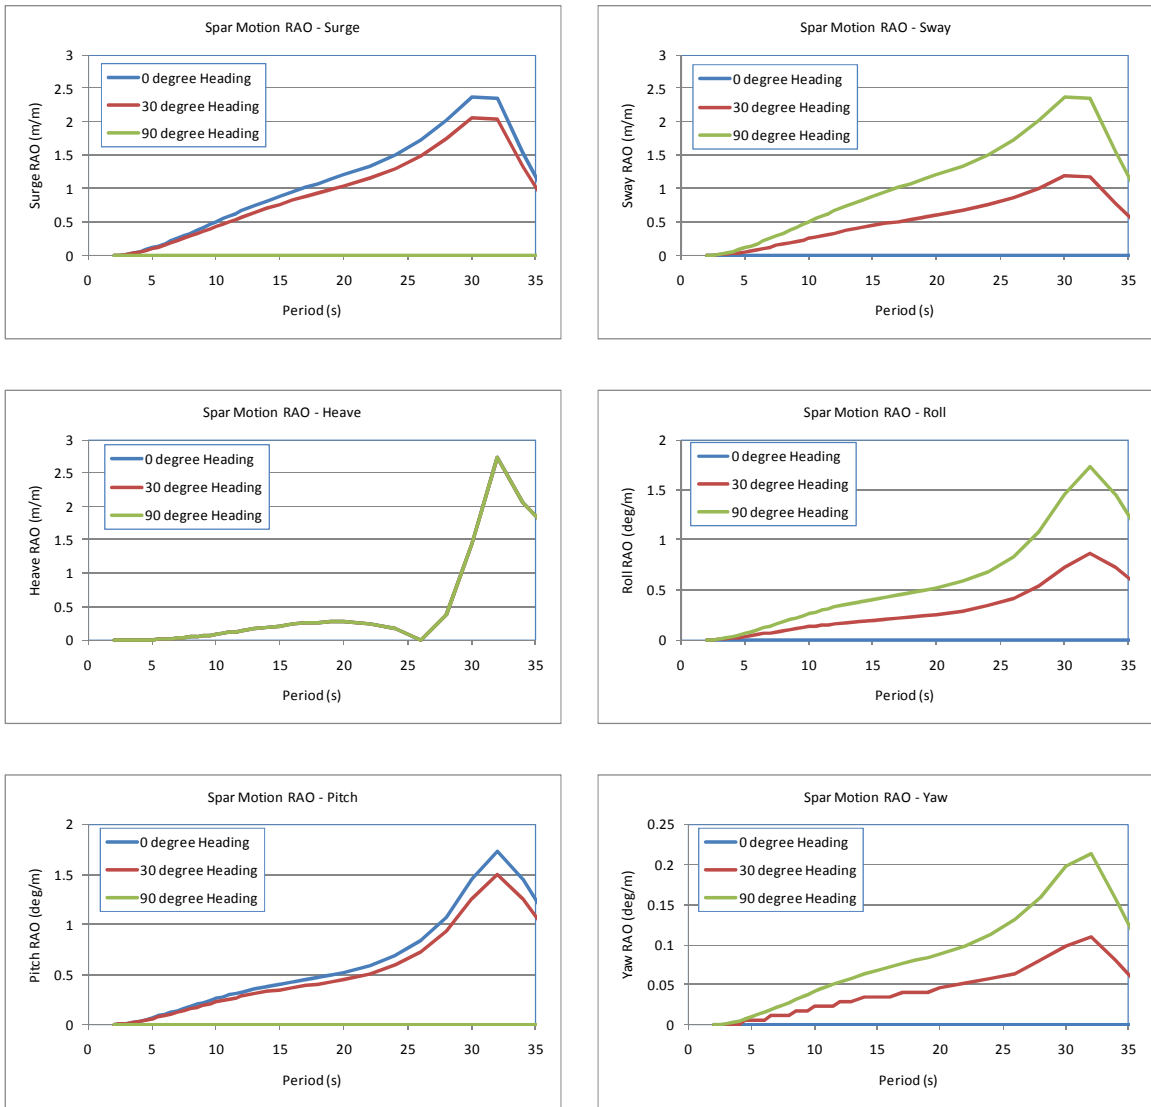 Spar Motion RAO - Surge
3
2.5
2
1.5
1
0.5
0
0 5 10 15 20 25 30 35
Surge RAO (m/m)
Period (s)
0 degree Heading
30 degree Heading
90 degree Heading
Spar Motion RAO - Sway
3
2.5
2
1.5
1
0.5
0
0 5 10 15 20 25 30 35
Sway RAO (m/m)
Period (s)
0 degree Heading
30 degree Heading
90 degree Heading
Spar Motion RAO - Heave
3
2.5
2
1.5
1
0.5
0
0 5 10 15 20 25 30 35
Heave RAO (m/m)
Period (s)
0 degree Heading
30 degree Heading
90 degree Heading
Spar Motion RAO - Roll
2
1.5
1
0.5
0
0 5 10 15 20 25 30 35
Roll RAO (deg/m)
Period (s)
0 degree Heading
30 degree Heading
90 degree Heading
Spar Motion RAO - Pitch
2
1.5
1
0.5
0
0 5 10 15 20 25 30 35
Pitch RAO (deg/m)
Period (s)
0 degree Heading
30 degree Heading
90 degree Heading
Spar Motion RAO - Yaw
0.25
0.2
0.15
0.1
0.05
0
0 5 10 15 20 25 30 35
Yaw RAO (deg/m)
Period (s)
0 degree Heading
30 degree Heading
90 degree Heading